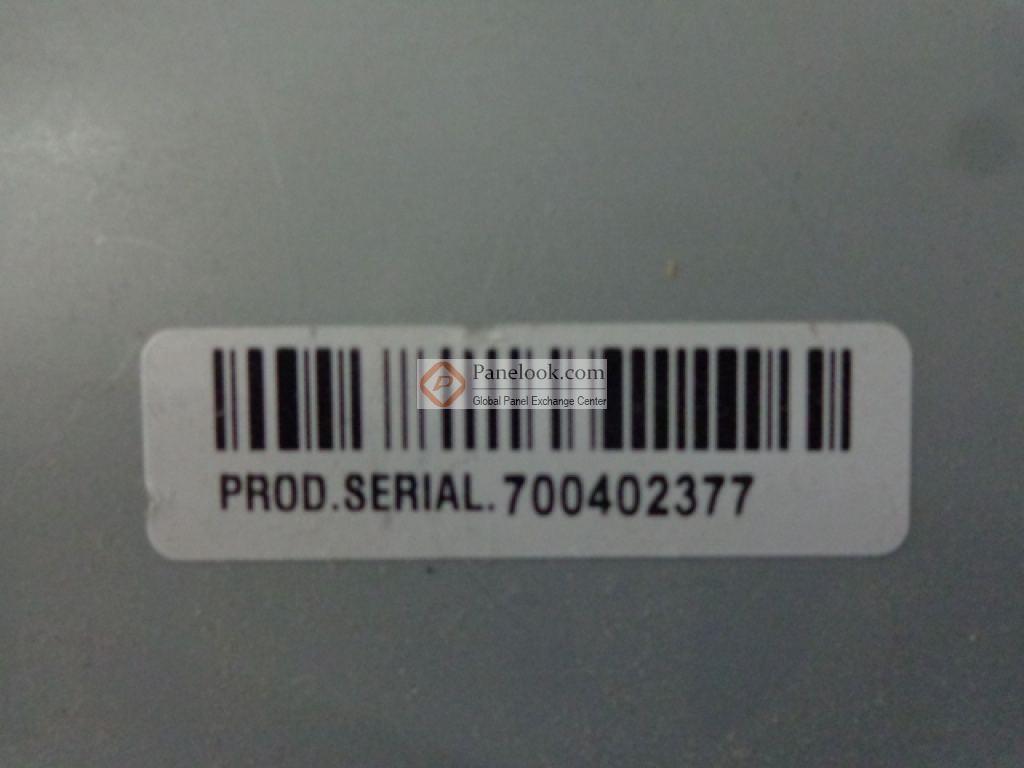 Panelook.com
Global Panel Exchange Center
PROD.SERIAL.700402377